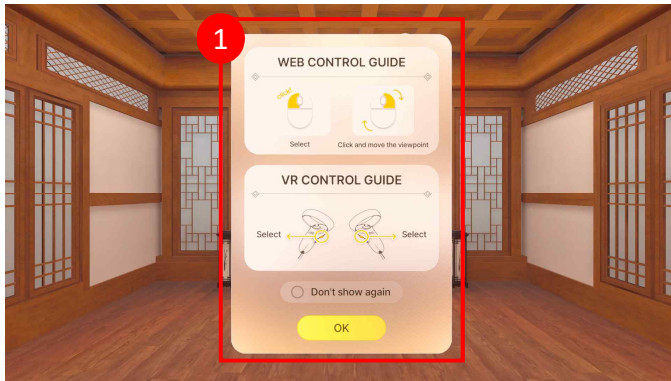 1
WEB CONTROL GUIDE
click!
Select
Click and move the viewpoint
VR CONTROL GUIDE
Select
Select
Don't show again
OK